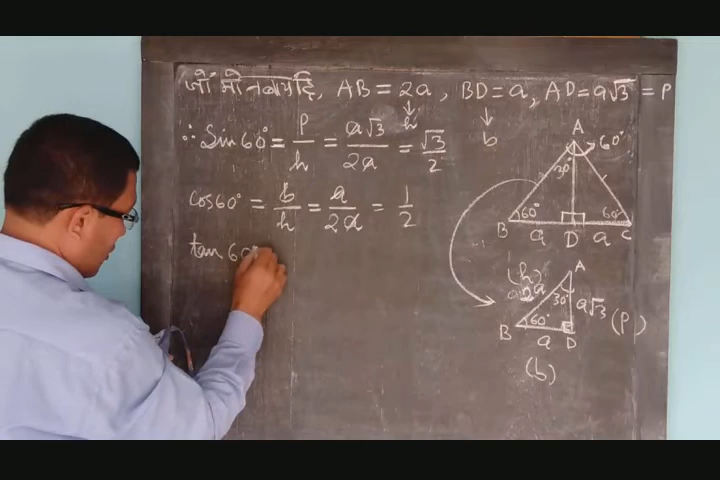 AB = 2a, BD = a, AD = a√3 = P
h
b
∴ Sin 60° = P/h = a√3/2a = √3/2
cos 60° = b/h = a/2a = 1/2
tan 60°
A
60°
30°
B 60° 60° C
a D a
(h) A
2a 30° a√3 (P)
B 60° D
a
(b)